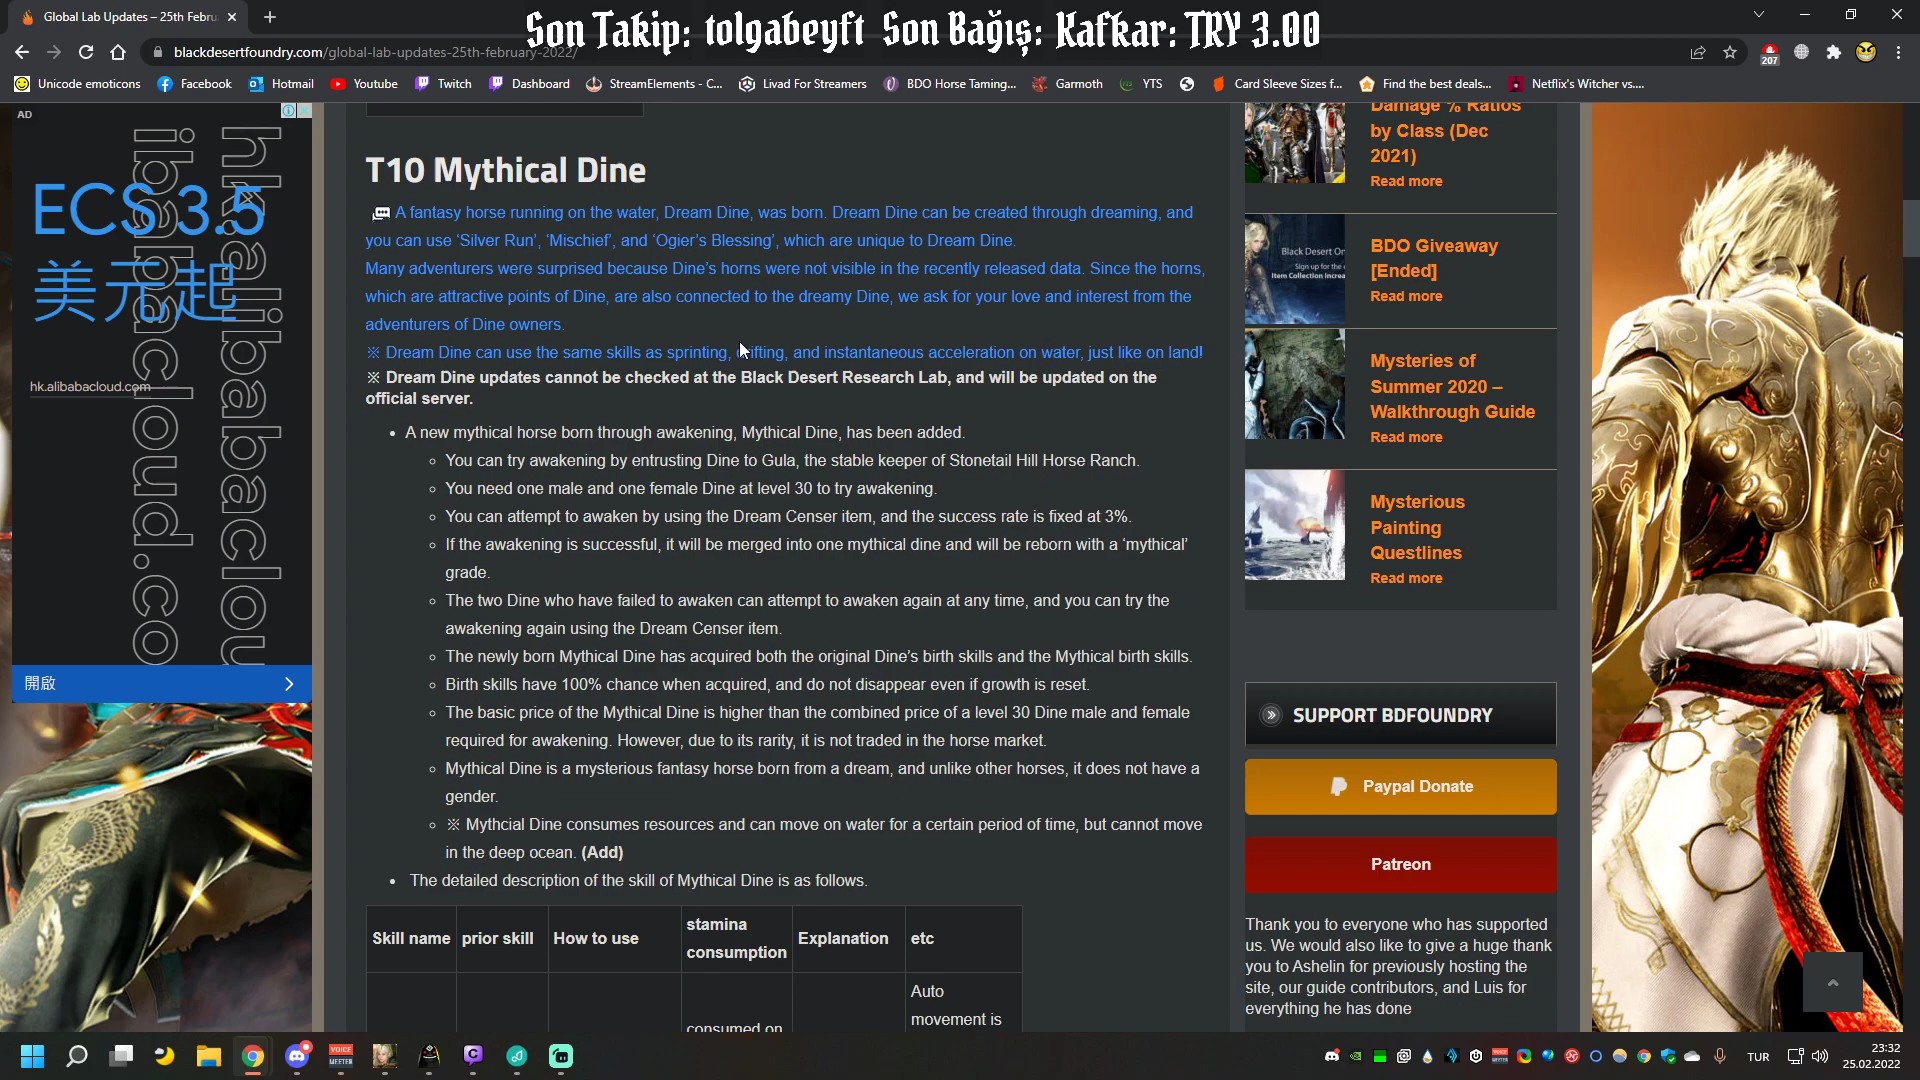 Global Lab Updates – 25th Febru
Son Takip: tolgabeyft Son Bağış: Kafkar: TRY 3.00
blackdesertfoundry.com/global-lab-updates-25th-february-2022/
207
Unicode emoticons
Facebook
Hotmail
Youtube
Twitch
Dashboard
StreamElements - C...
Livad For Streamers
BDO Horse Taming...
Garmoth
YTS
Card Sleeve Sizes f...
Find the best deals...
Netflix's Witcher vs....
AD
hk.alibabacloud.co
ECS 3.5
美元起
hk.alibabacloud.com
開啟
T10 Mythical Dine
A fantasy horse running on the water, Dream Dine, was born. Dream Dine can be created through dreaming, and
you can use ‘Silver Run’, ‘Mischief’, and ‘Ogier’s Blessing’, which are unique to Dream Dine.
Many adventurers were surprised because Dine’s horns were not visible in the recently released data. Since the horns,
which are attractive points of Dine, are also connected to the dreamy Dine, we ask for your love and interest from the
adventurers of Dine owners.
※ Dream Dine can use the same skills as sprinting, drifting, and instantaneous acceleration on water, just like on land!
※ Dream Dine updates cannot be checked at the Black Desert Research Lab, and will be updated on the
official server.
• A new mythical horse born through awakening, Mythical Dine, has been added.
◦ You can try awakening by entrusting Dine to Gula, the stable keeper of Stonetail Hill Horse Ranch.
◦ You need one male and one female Dine at level 30 to try awakening.
◦ You can attempt to awaken by using the Dream Censer item, and the success rate is fixed at 3%.
◦ If the awakening is successful, it will be merged into one mythical dine and will be reborn with a ‘mythical’
grade.
◦ The two Dine who have failed to awaken can attempt to awaken again at any time, and you can try the
awakening again using the Dream Censer item.
◦ The newly born Mythical Dine has acquired both the original Dine’s birth skills and the Mythical birth skills.
◦ Birth skills have 100% chance when acquired, and do not disappear even if growth is reset.
◦ The basic price of the Mythical Dine is higher than the combined price of a level 30 Dine male and female
required for awakening. However, due to its rarity, it is not traded in the horse market.
◦ Mythical Dine is a mysterious fantasy horse born from a dream, and unlike other horses, it does not have a
gender.
◦ ※ Mythcial Dine consumes resources and can move on water for a certain period of time, but cannot move
in the deep ocean. (Add)
• The detailed description of the skill of Mythical Dine is as follows.
Skill name
prior skill
How to use
stamina
consumption
Explanation
etc
consumed on
Auto
movement is
Damage % Ratios
by Class (Dec
2021)
Read more
Black Desert On
Sign up for the
Item Collection Increa
BDO Giveaway
[Ended]
Read more
Mysteries of
Summer 2020 –
Walkthrough Guide
Read more
Mysterious
Painting
Questlines
Read more
SUPPORT BDFOUNDRY
Paypal Donate
Patreon
Thank you to everyone who has supported
us. We would also like to give a huge thank
you to Ashelin for previously hosting the
site, our guide contributors, and Luis for
everything he has done
VOICE
MEETER
TUR
23:32
25.02.2022